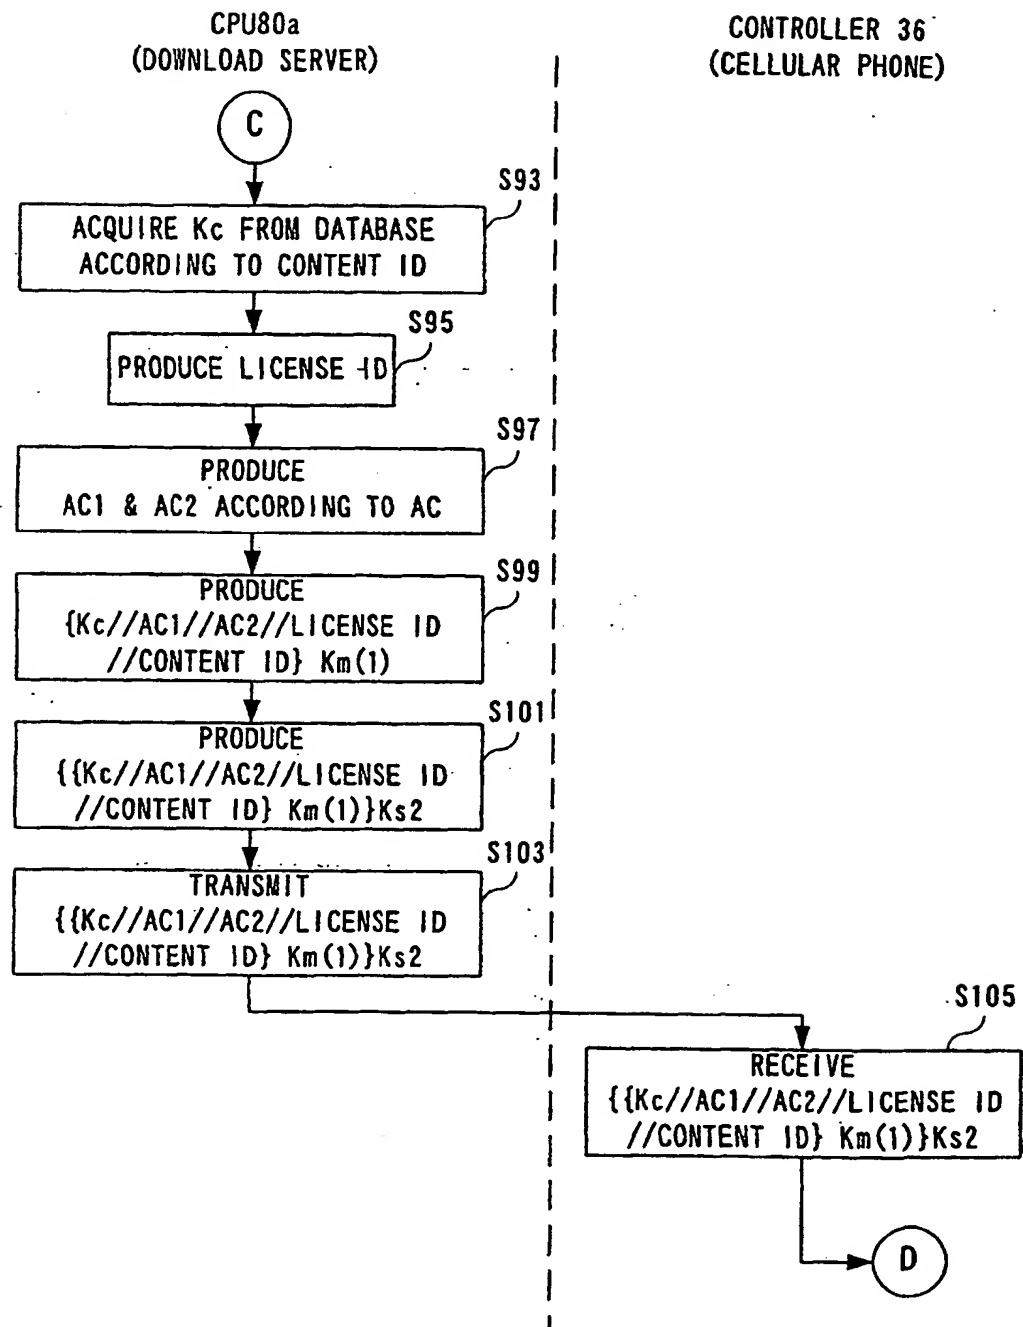 CPU80a
(DOWNLOAD SERVER)
CONTROLLER 36
(CELLULAR PHONE)
C
S93
ACQUIRE Kc FROM DATABASE
ACCORDING TO CONTENT ID
S95
PRODUCE LICENSE ID
S97
PRODUCE
AC1 & AC2 ACCORDING TO AC
S99
PRODUCE
{Kc//AC1//AC2//LICENSE ID
//CONTENT ID} Km(1)
S101
PRODUCE
{{Kc//AC1//AC2//LICENSE ID
//CONTENT ID} Km(1)}Ks2
S103
TRANSMIT
{{Kc//AC1//AC2//LICENSE ID
//CONTENT ID} Km(1)}Ks2
S105
RECEIVE
{{Kc//AC1//AC2//LICENSE ID
//CONTENT ID} Km(1)}Ks2
D